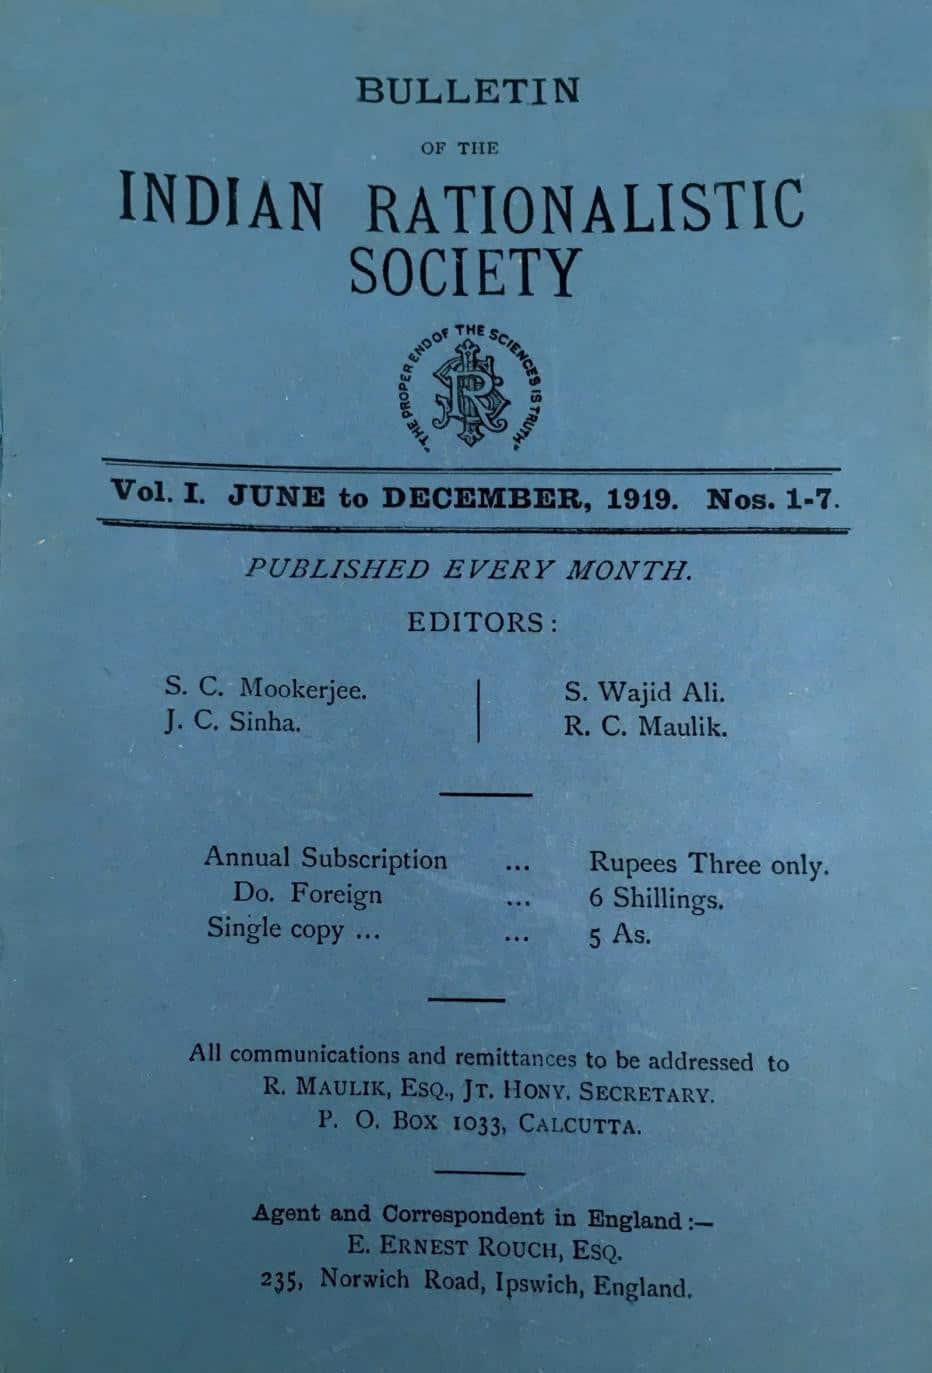 BULLETIN
OF THE
INDIAN RATIONALISTIC
SOCIETY
"THE PROPER END OF THE SCIENCES IS TRUTH"
Vol. I. JUNE to DECEMBER, 1919. Nos. 1-7.
PUBLISHED EVERY MONTH.
EDITORS:
S. C. Mookerjee.
J. C. Sinha.
S. Wajid Ali.
R. C. Maulik.
Annual Subscription ... Rupees Three only.
Do. Foreign ... 6 Shillings.
Single copy ... ... 5 As.
All communications and remittances to be addressed to
R. MAULIK, ESQ., JT. HONY. SECRETARY.
P. O. BOX 1033, CALCUTTA.
Agent and Correspondent in England:—
E. ERNEST ROUCH, ESQ.
235, Norwich Road, Ipswich, England.